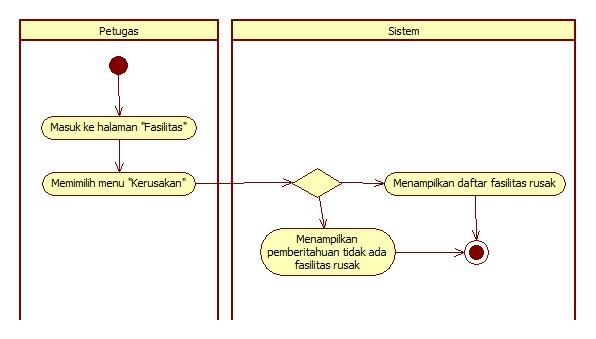 Petugas
Sistem
Masuk ke halaman "Fasilitas"
Memimilih menu "Kerusakan"
Menampilkan daftar fasilitas rusak
Menampilkan
pemberitahuan tidak ada
fasilitas rusak